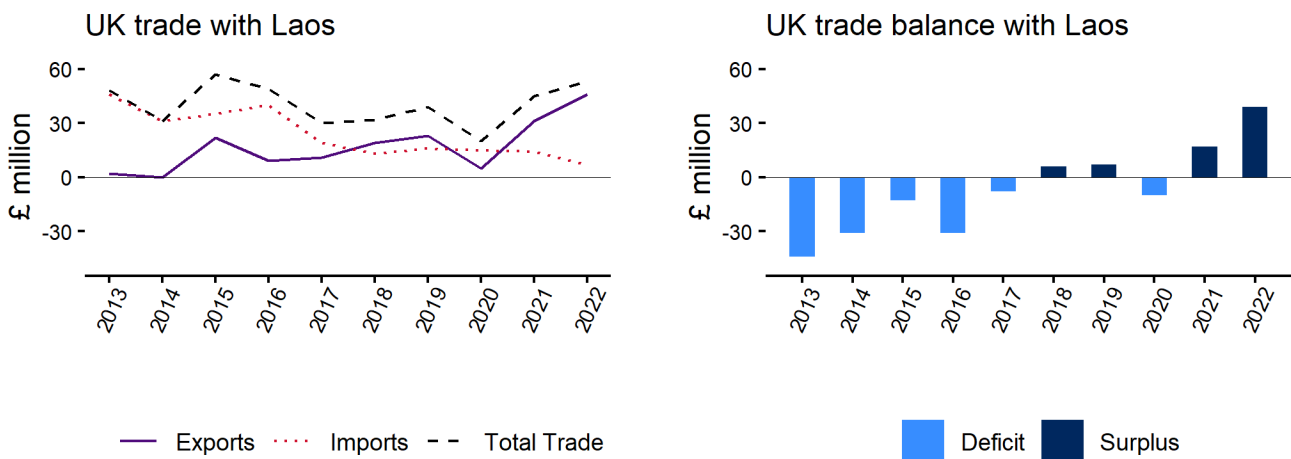 UK trade with Laos
60
30
0
-30
£ million
2013 2014 2015 2016 2017 2018 2019 2020 2021 2022
Exports Imports Total Trade
UK trade balance with Laos
60
30
0
-30
£ million
2013 2014 2015 2016 2017 2018 2019 2020 2021 2022
Deficit Surplus